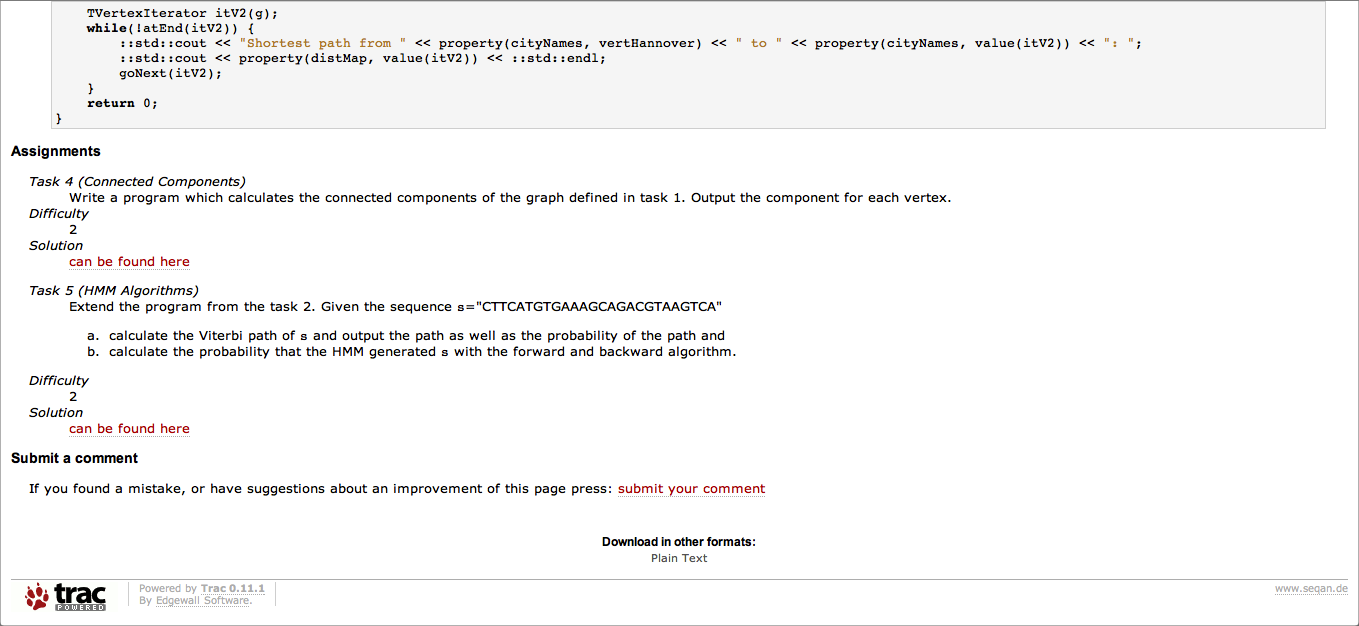 TVertexIterator itV2(g);
while(!atEnd(itV2)) {
::std::cout << "Shortest path from " << property(cityNames, vertHannover) << " to " << property(cityNames, value(itV2)) << ": ";
::std::cout << property(distMap, value(itV2)) << ::std::endl;
goNext(itV2);
}
return 0;
}
Assignments
Task 4 (Connected Components)
Write a program which calculates the connected components of the graph defined in task 1. Output the component for each vertex.
Difficulty
2
Solution
can be found here
Task 5 (HMM Algorithms)
Extend the program from the task 2. Given the sequence s="CTTCATGTGAAAGCAGACGTAAGTCA"
a. calculate the Viterbi path of s and output the path as well as the probability of the path and
b. calculate the probability that the HMM generated s with the forward and backward algorithm.
Difficulty
2
Solution
can be found here
Submit a comment
If you found a mistake, or have suggestions about an improvement of this page press: submit your comment
Download in other formats:
Plain Text
trac
POWERED
Powered by Trac 0.11.1
By Edgewall Software.
www.seqan.de